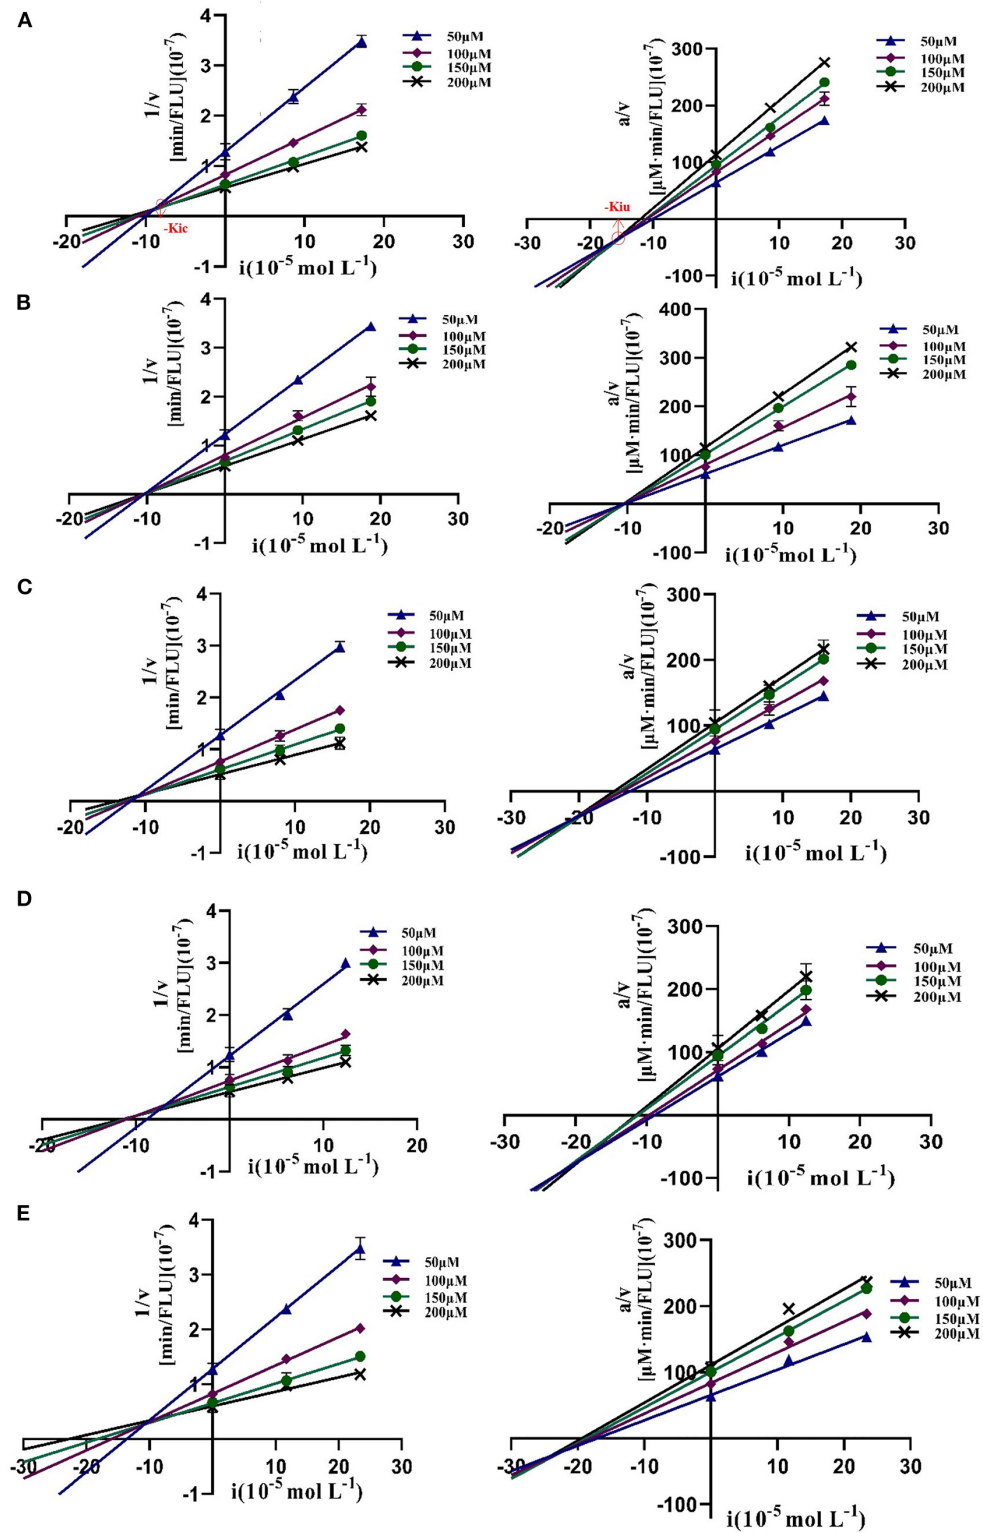 A
1/v
[min/FLU](10-7)
4
3
2
1
-1
-20
-10
10
20
30
-Kic
i(10-5 mol L-1)
50μM
100μM
150μM
200μM
a/v
[μM·min/FLU](10-7)
300
200
100
-100
-30
-20
-10
10
20
30
-Kiu
i(10-5 mol L-1)
50μM
100μM
150μM
200μM
B
1/v
[min/FLU](10-7)
4
3
2
1
-1
-20
-10
10
20
30
i(10-5 mol L-1)
50μM
100μM
150μM
200μM
a/v
[μM·min/FLU](10-7)
400
300
200
100
-100
-20
-10
10
20
30
i(10-5 mol L-1)
50μM
100μM
150μM
200μM
C
1/v
[min/FLU](10-7)
4
3
2
1
-1
-20
-10
10
20
30
i(10-5 mol L-1)
50μM
100μM
150μM
200μM
a/v
[μM·min/FLU](10-7)
300
200
100
-100
-30
-20
-10
10
20
30
i(10-5 mol L-1)
50μM
100μM
150μM
200μM
D
1/v
[min/FLU](10-7)
4
3
2
1
-1
-20
-10
10
20
i(10-5 mol L-1)
50μM
100μM
150μM
200μM
a/v
[μM·min/FLU](10-7)
300
200
100
-100
-30
-20
-10
10
20
30
i(10-5 mol L-1)
50μM
100μM
150μM
200μM
E
1/v
[min/FLU](10-7)
4
3
2
1
-1
-30
-20
-10
10
20
30
i(10-5 mol L-1)
50μM
100μM
150μM
200μM
a/v
[μM·min/FLU](10-7)
300
200
100
-100
-30
-20
-10
10
20
30
i(10-5 mol L-1)
50μM
100μM
150μM
200μM